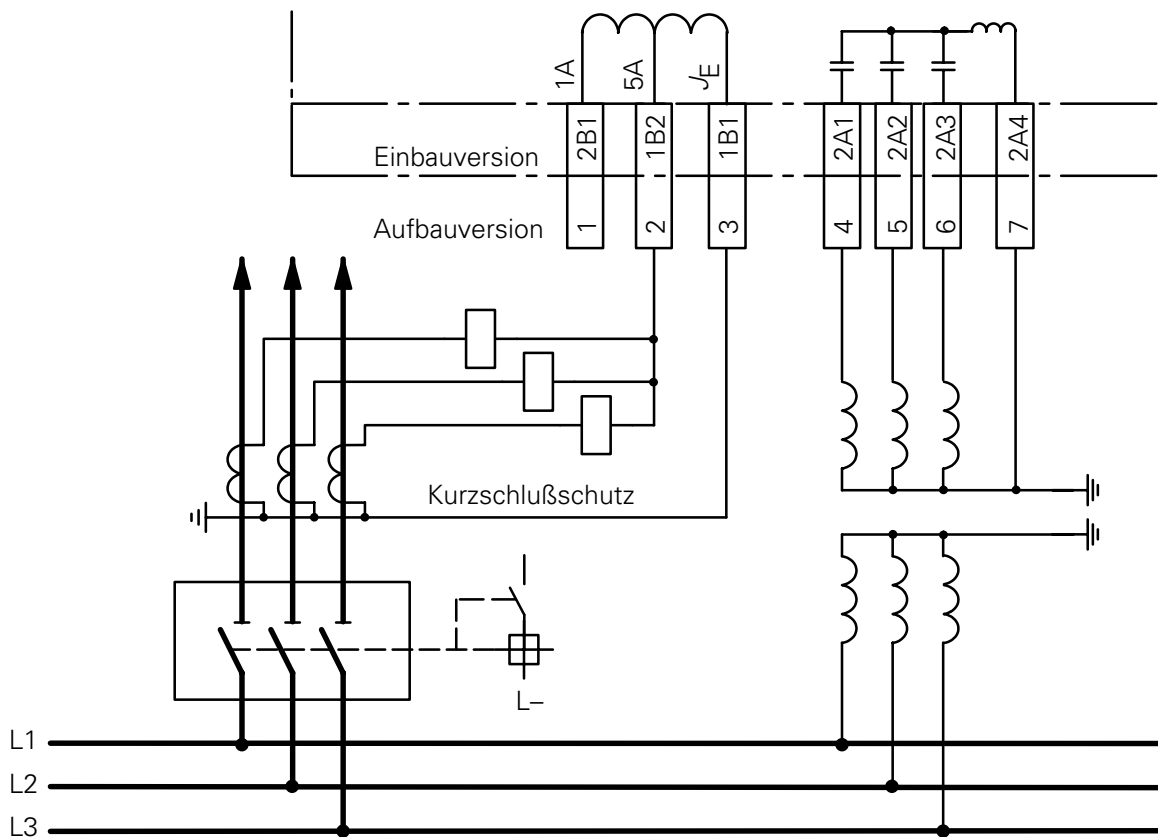 1A
5A
JE
Einbauversion
2B1
1B2
1B1
2A1
2A2
2A3
2A4
Aufbauversion
1
2
3
4
5
6
7
Kurzschlußschutz
L–
L1
L2
L3